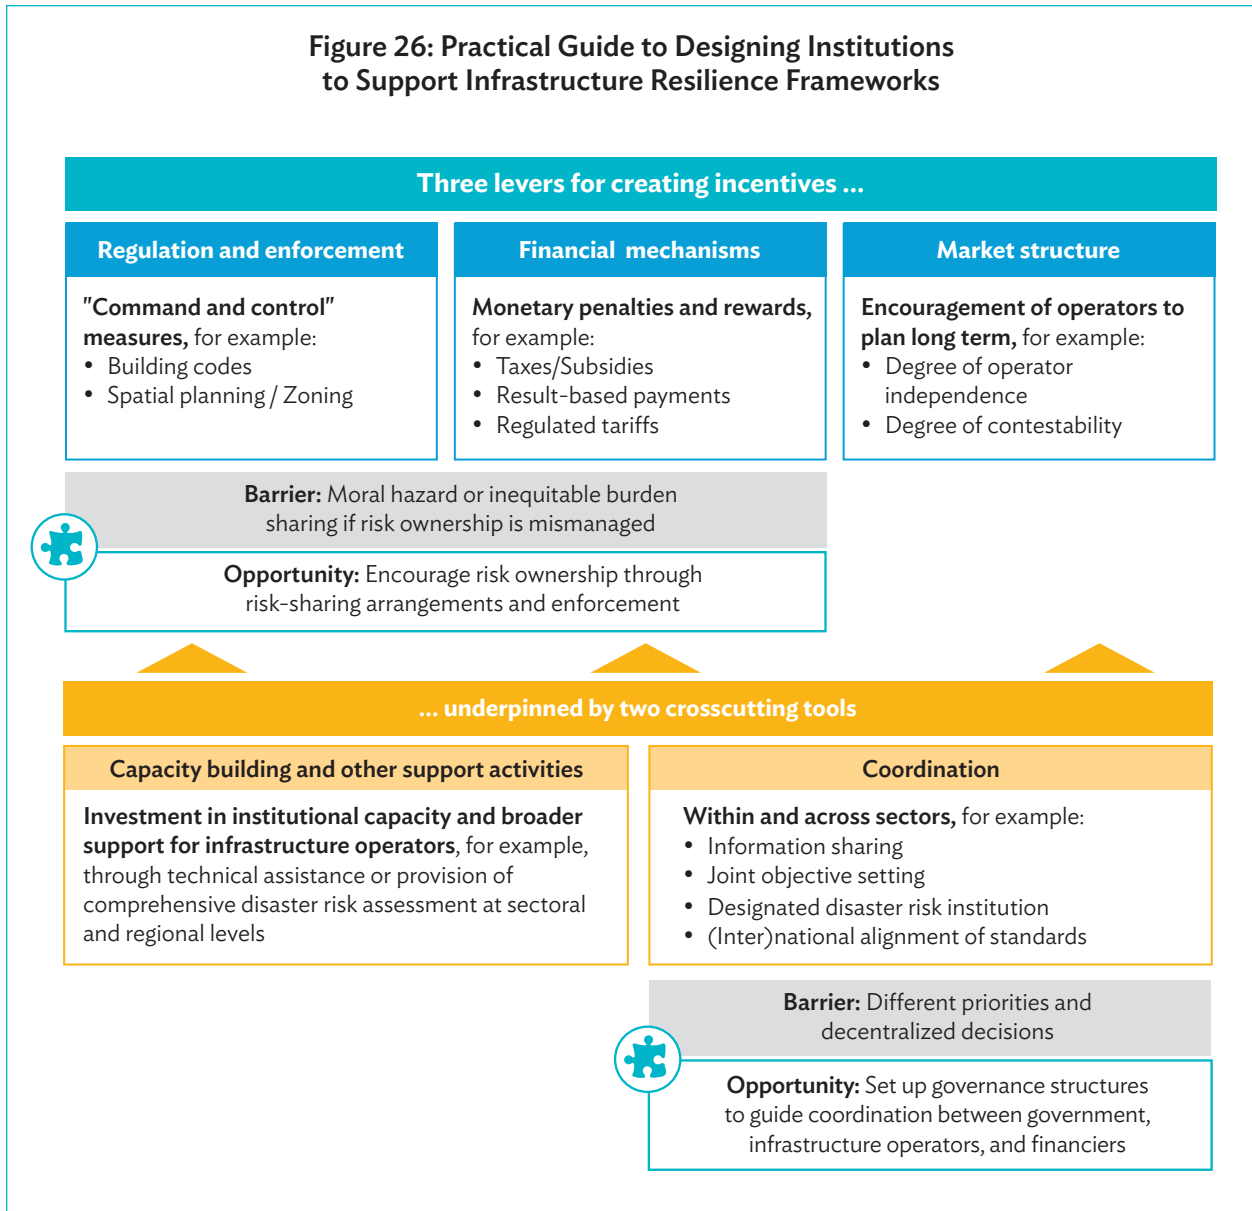 Figure 26: Practical Guide to Designing Institutions
to Support Infrastructure Resilience Frameworks
Three levers for creating incentives ...
Regulation and enforcement
"Command and control"
measures, for example:
• Building codes
• Spatial planning / Zoning
Financial mechanisms
Monetary penalties and rewards,
for example:
• Taxes/Subsidies
• Result-based payments
• Regulated tariffs
Market structure
Encouragement of operators to
plan long term, for example:
• Degree of operator
independence
• Degree of contestability
Barrier: Moral hazard or inequitable burden
sharing if risk ownership is mismanaged
Opportunity: Encourage risk ownership through
risk-sharing arrangements and enforcement
... underpinned by two crosscutting tools
Capacity building and other support activities
Investment in institutional capacity and broader
support for infrastructure operators, for example,
through technical assistance or provision of
comprehensive disaster risk assessment at sectoral
and regional levels
Coordination
Within and across sectors, for example:
• Information sharing
• Joint objective setting
• Designated disaster risk institution
• (Inter)national alignment of standards
Barrier: Different priorities and
decentralized decisions
Opportunity: Set up governance structures
to guide coordination between government,
infrastructure operators, and financiers